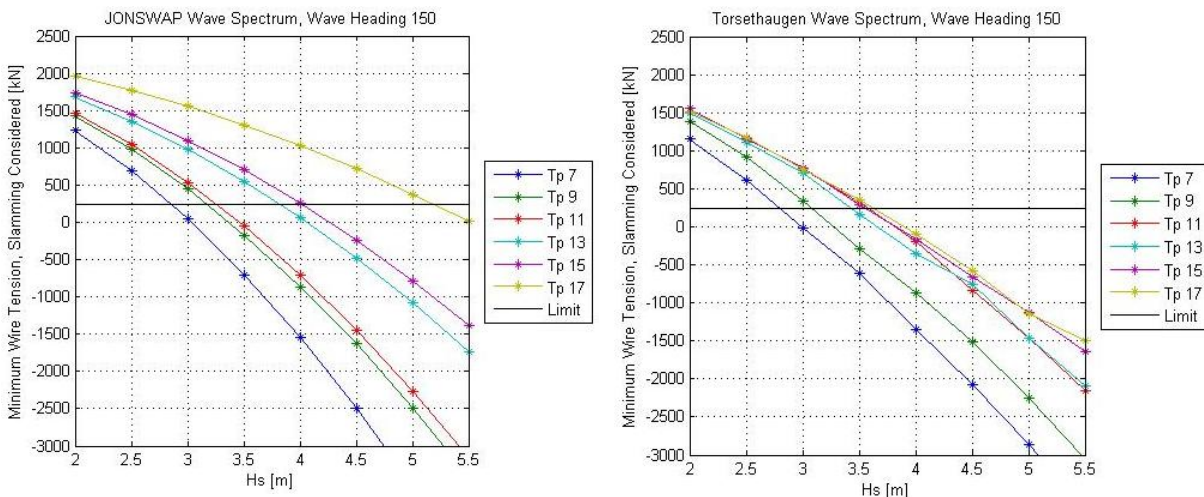 JONSWAP Wave Spectrum, Wave Heading 150
Minimum Wire Tension, Slamming Considered [kN]
2500
2000
1500
1000
500
0
-500
-1000
-1500
-2000
-2500
-3000
2 2.5 3 3.5 4 4.5 5 5.5
Hs [m]
Tp 7
Tp 9
Tp 11
Tp 13
Tp 15
Tp 17
Limit
Torsethaugen Wave Spectrum, Wave Heading 150
Minimum Wire Tension, Slamming Considered [kN]
2500
2000
1500
1000
500
0
-500
-1000
-1500
-2000
-2500
-3000
2 2.5 3 3.5 4 4.5 5 5.5
Hs [m]
Tp 7
Tp 9
Tp 11
Tp 13
Tp 15
Tp 17
Limit